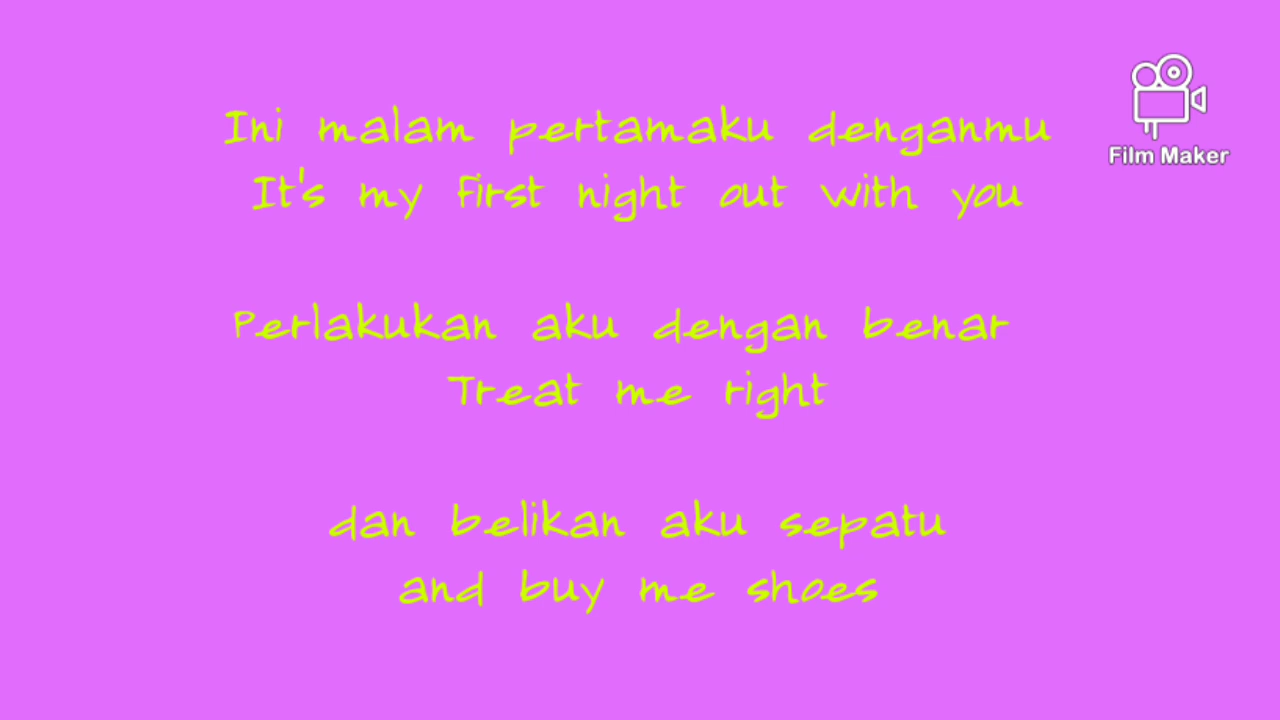 Ini malam pertamaku denganmu
It's my first night out with you
Perlakukan aku dengan benar
Treat me right
dan belikan aku sepatu
and buy me shoes
Film Maker